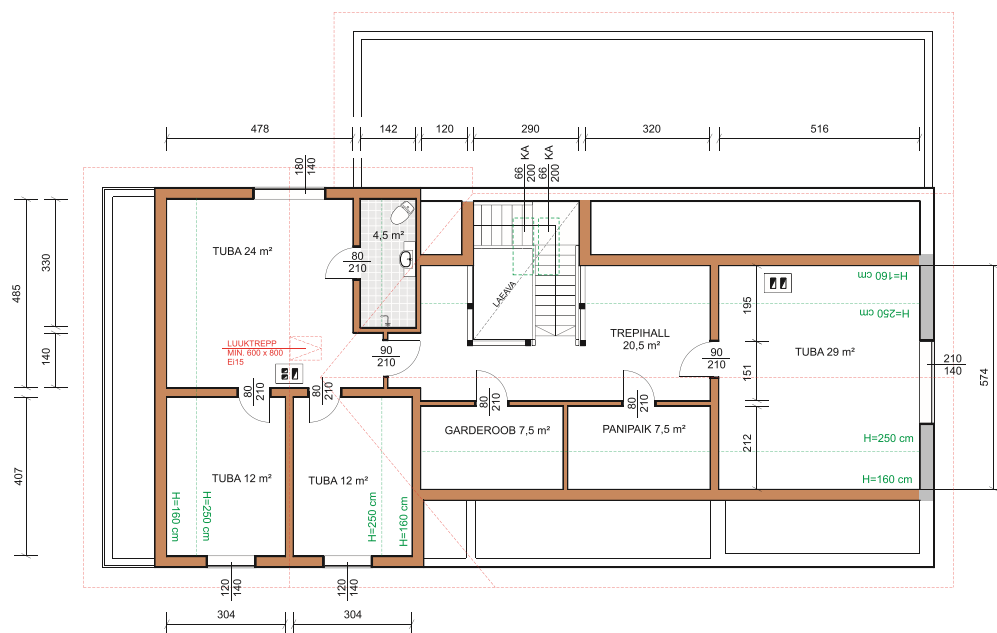 478
142
120
290
320
516
180
140
66
200
KA
66
200
KA
330
485
140
407
TUBA 24 m²
4,5 m²
80
210
LAEAVA
TREPIHALL
20,5 m²
H=160 cm
H=250 cm
195
TUBA 29 m²
210
140
574
LUUKTREPP
MIN. 600 x 800
Ei15
90
210
90
210
151
80
210
80
210
80
210
80
210
GARDEROOB 7,5 m²
PANIPAIK 7,5 m²
212
H=250 cm
H=160 cm
TUBA 12 m²
TUBA 12 m²
H=160 cm
H=250 cm
H=250 cm
H=160 cm
120
140
120
140
304
304